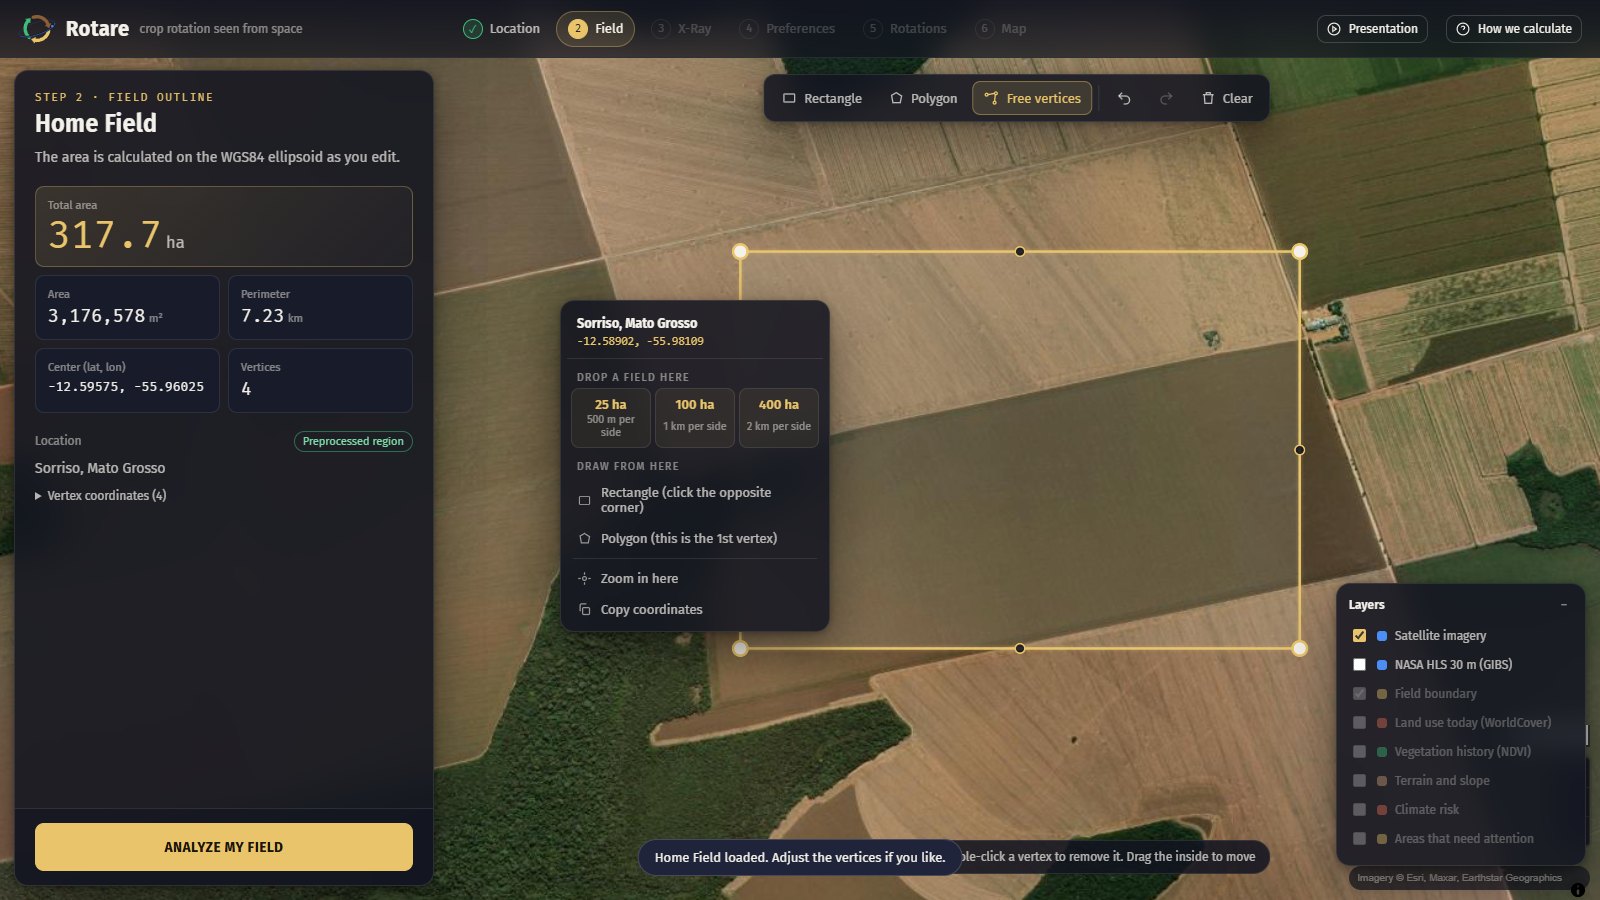 Rotare
crop rotation seen from space
Location
2 Field
3 X-Ray
4 Preferences
5 Rotations
6 Map
Presentation
How we calculate
STEP 2 · FIELD OUTLINE
Home Field
The area is calculated on the WGS84 ellipsoid as you edit.
Total area
317.7 ha
Area
3,176,578 m²
Perimeter
7.23 km
Center (lat, lon)
-12.59575, -55.96025
Vertices
4
Location
Preprocessed region
Sorriso, Mato Grosso
Vertex coordinates (4)
ANALYZE MY FIELD
Rectangle
Polygon
Free vertices
Clear
Sorriso, Mato Grosso
-12.58902, -55.98109
DROP A FIELD HERE
25 ha
500 m per
side
100 ha
1 km per side
400 ha
2 km per side
DRAW FROM HERE
Rectangle (click the opposite
corner)
Polygon (this is the 1st vertex)
Zoom in here
Copy coordinates
Home Field loaded. Adjust the vertices if you like.
-click a vertex to remove it. Drag the inside to move
Layers
Satellite imagery
NASA HLS 30 m (GIBS)
Field boundary
Land use today (WorldCover)
Vegetation history (NDVI)
Terrain and slope
Climate risk
Areas that need attention
Imagery © Esri, Maxar, Earthstar Geographics